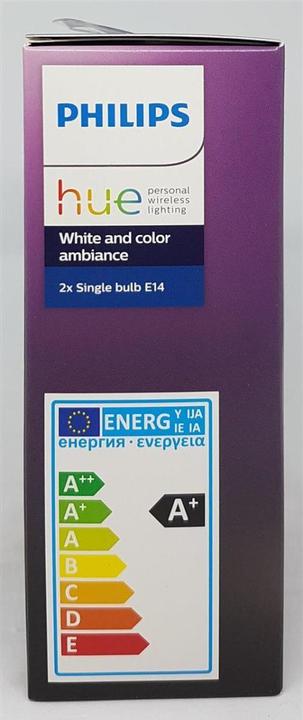 PHILIPS
hue personal
wireless
lighting
White and color
ambiance
2x Single bulb E14
ENERG Y IJA
IE IA
енергия · ενεργεια
A++
A+ A+
A
B
C
D
E